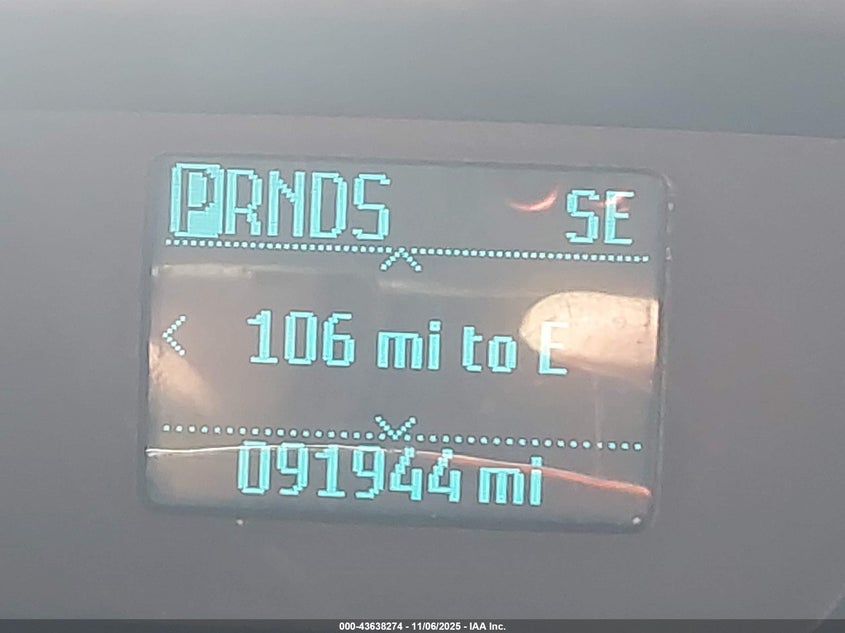 PRNDS SE
106 mi to E
091944 mi
000-43638274 - 11/06/2025 - IAA Inc.